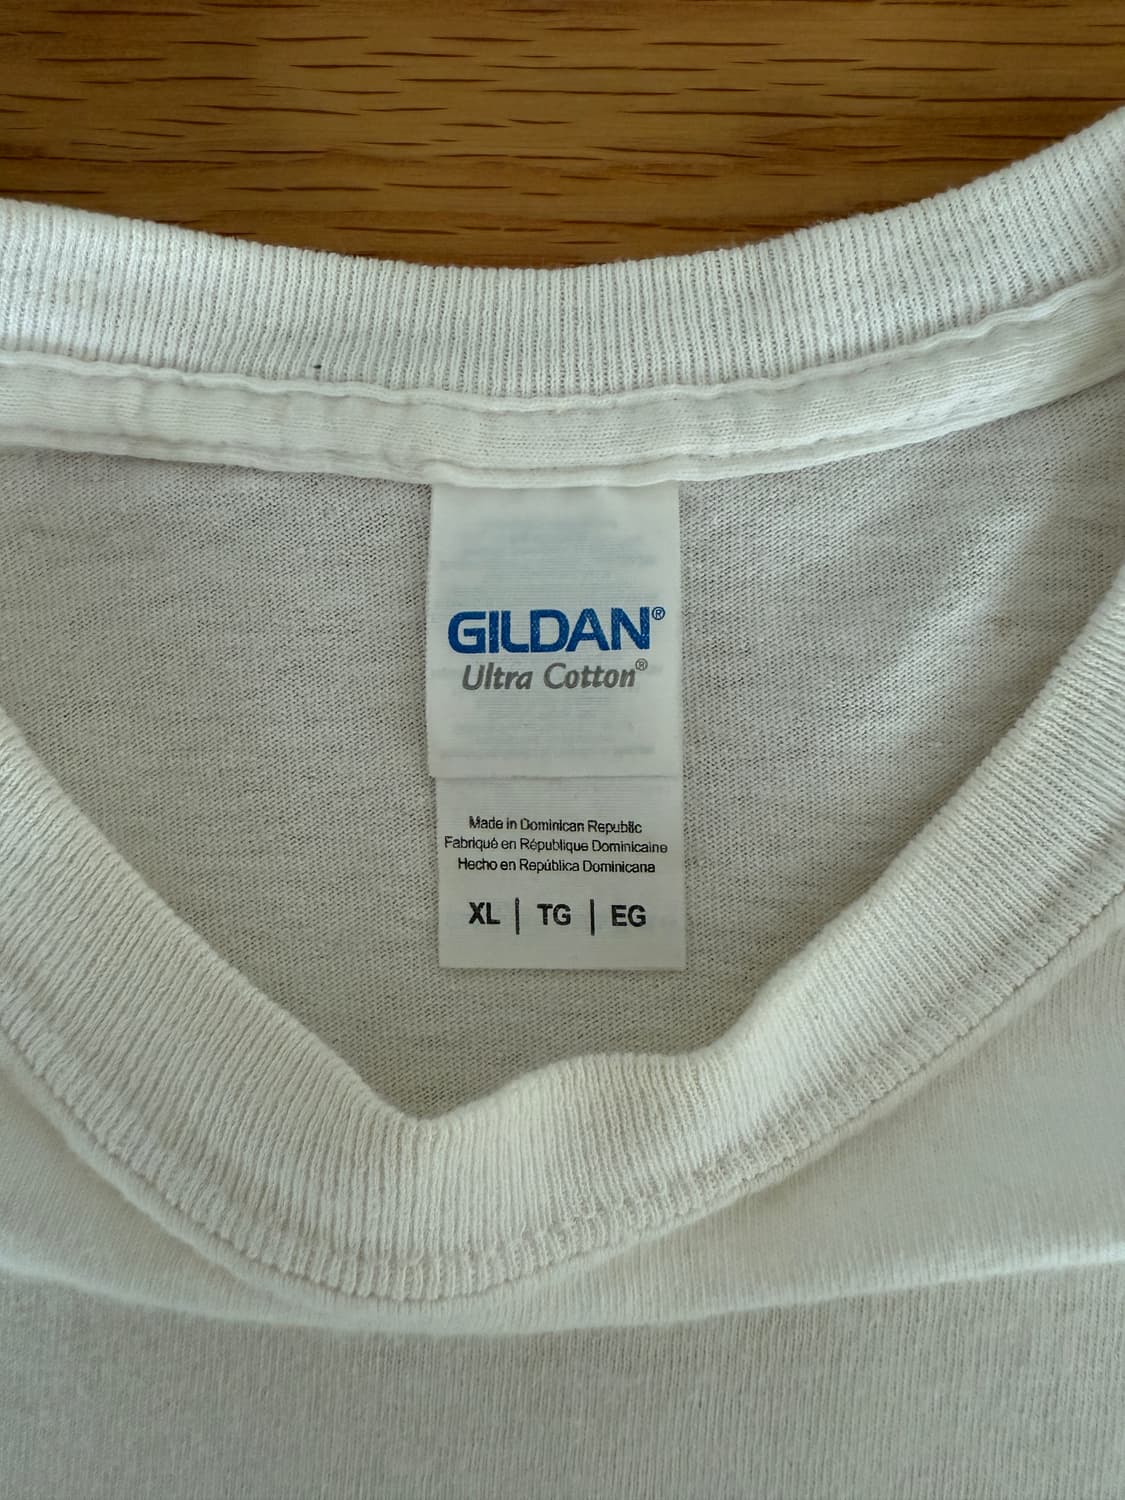 GILDAN®
Ultra Cotton®
Made in Dominican Republic
Fabriqué en République Dominicaine
Hecho en República Dominicana
XL | TG | EG